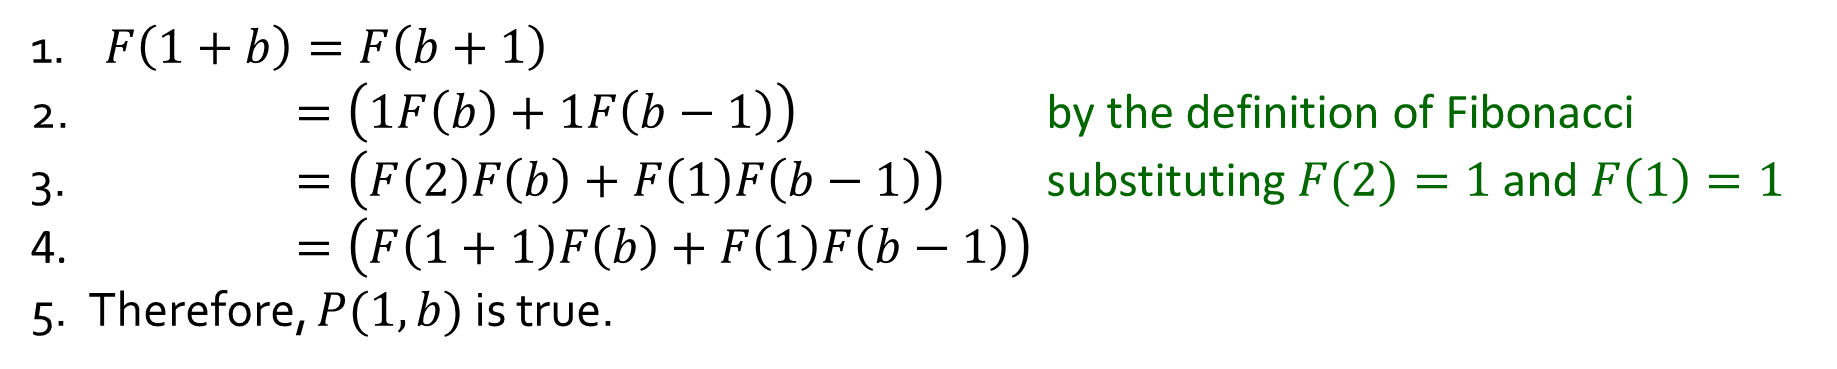 1. F(1 + b) = F(b + 1)
2. = (1F(b) + 1F(b − 1)) by the definition of Fibonacci
3. = (F(2)F(b) + F(1)F(b − 1)) substituting F(2) = 1 and F(1) = 1
4. = (F(1 + 1)F(b) + F(1)F(b − 1))
5. Therefore, P(1, b) is true.